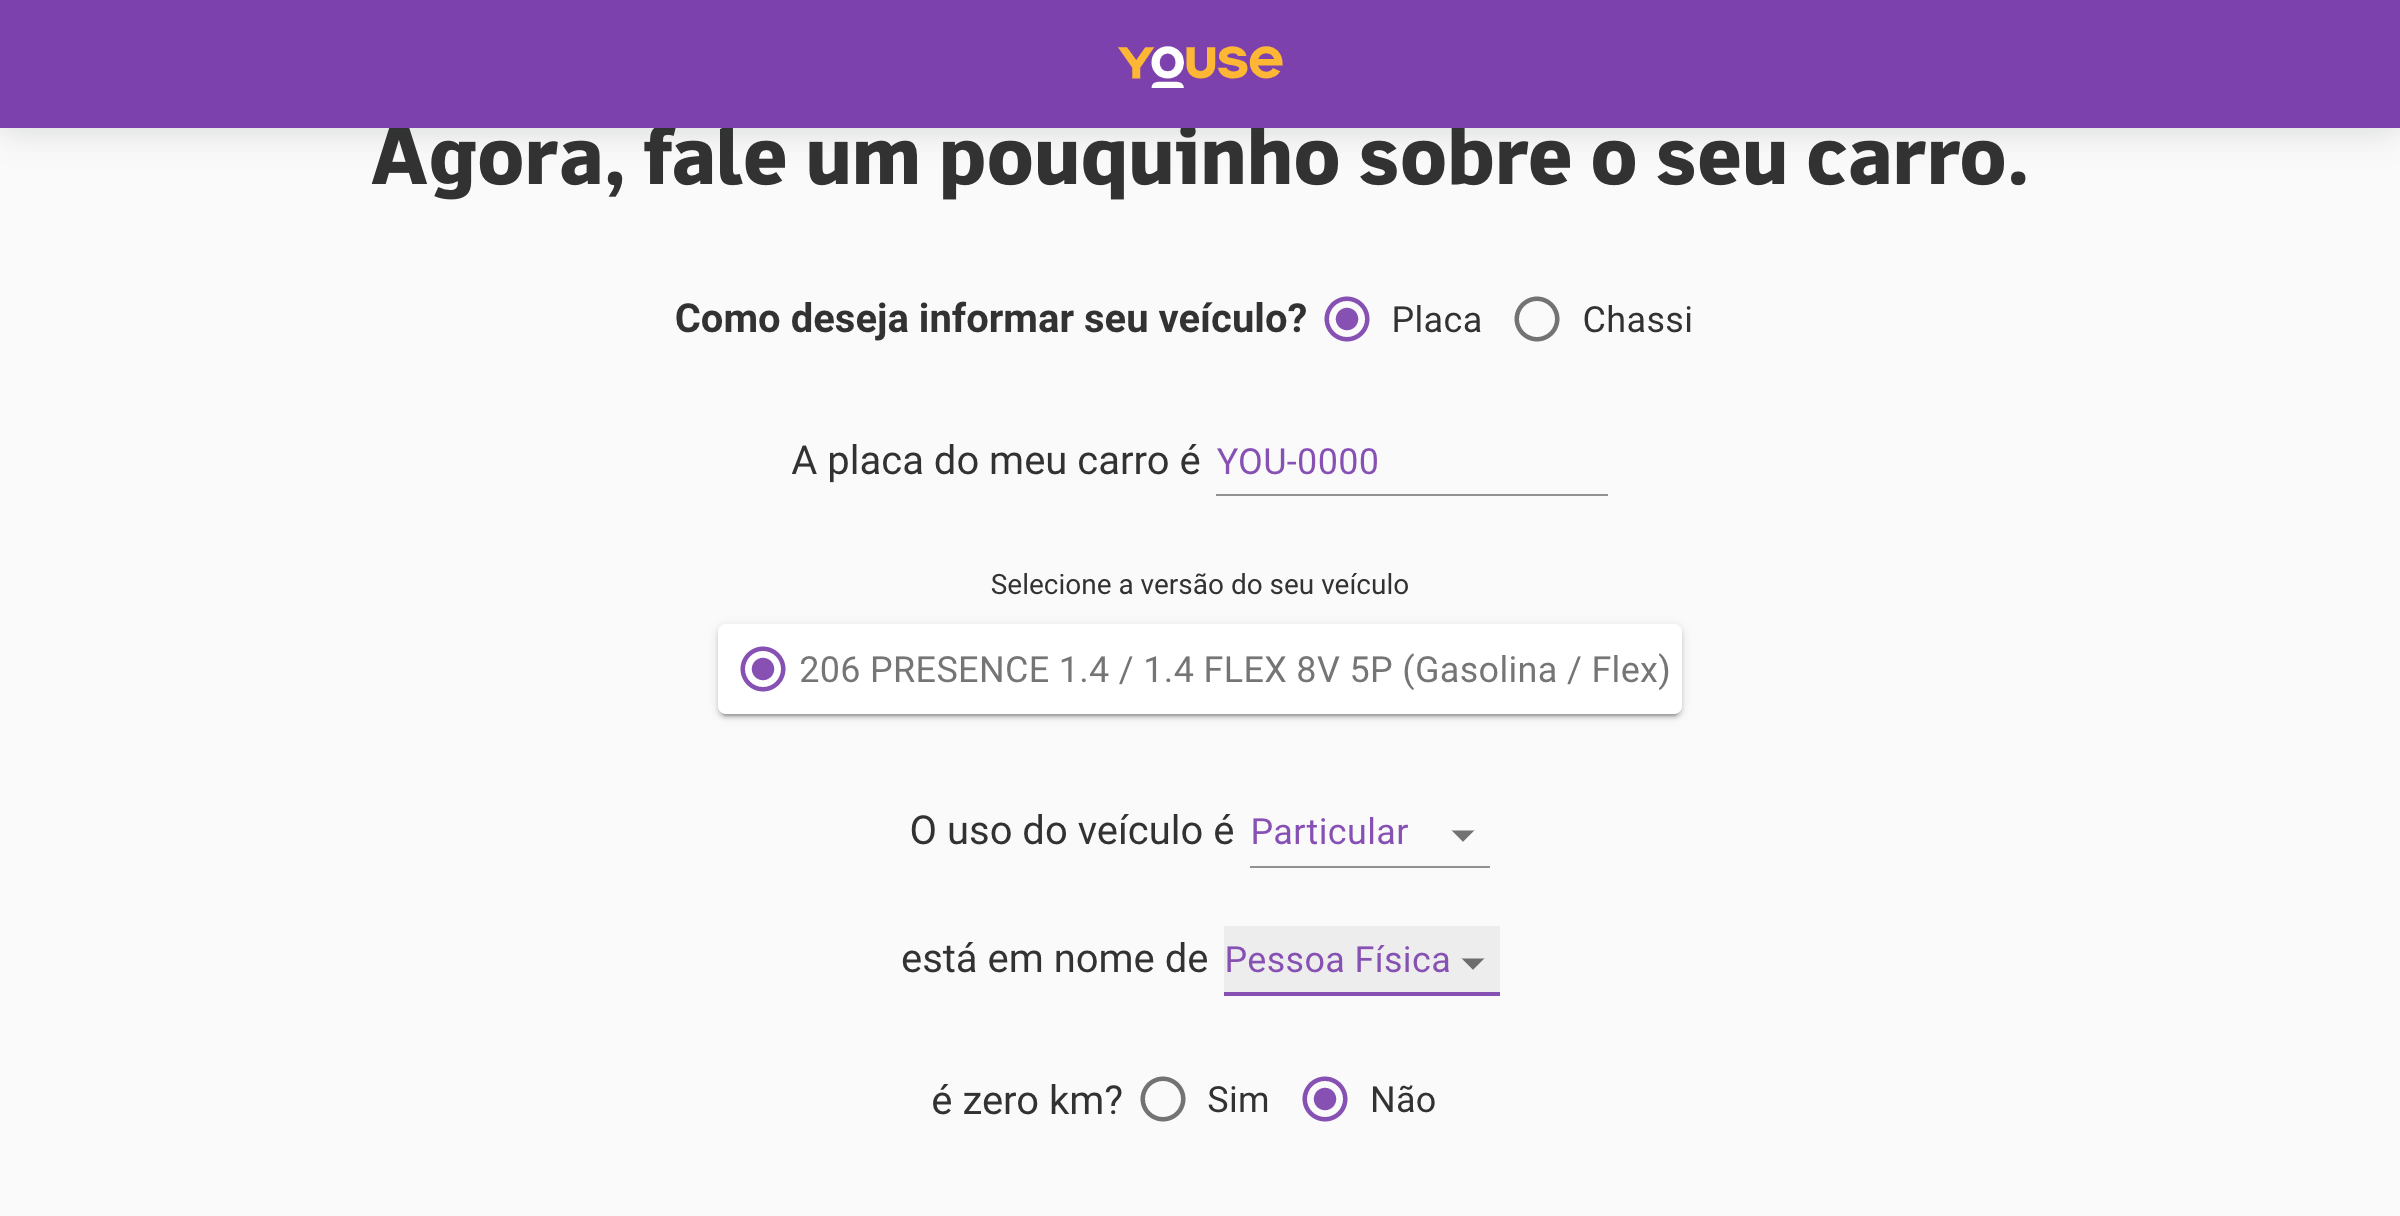 YOUSE
Agora, fale um pouquinho sobre o seu carro.
Como deseja informar seu veículo? Placa Chassi
A placa do meu carro é YOU-0000
Selecione a versão do seu veículo
206 PRESENCE 1.4 / 1.4 FLEX 8V 5P (Gasolina / Flex)
O uso do veículo é Particular
está em nome de Pessoa Física
é zero km? Sim Não